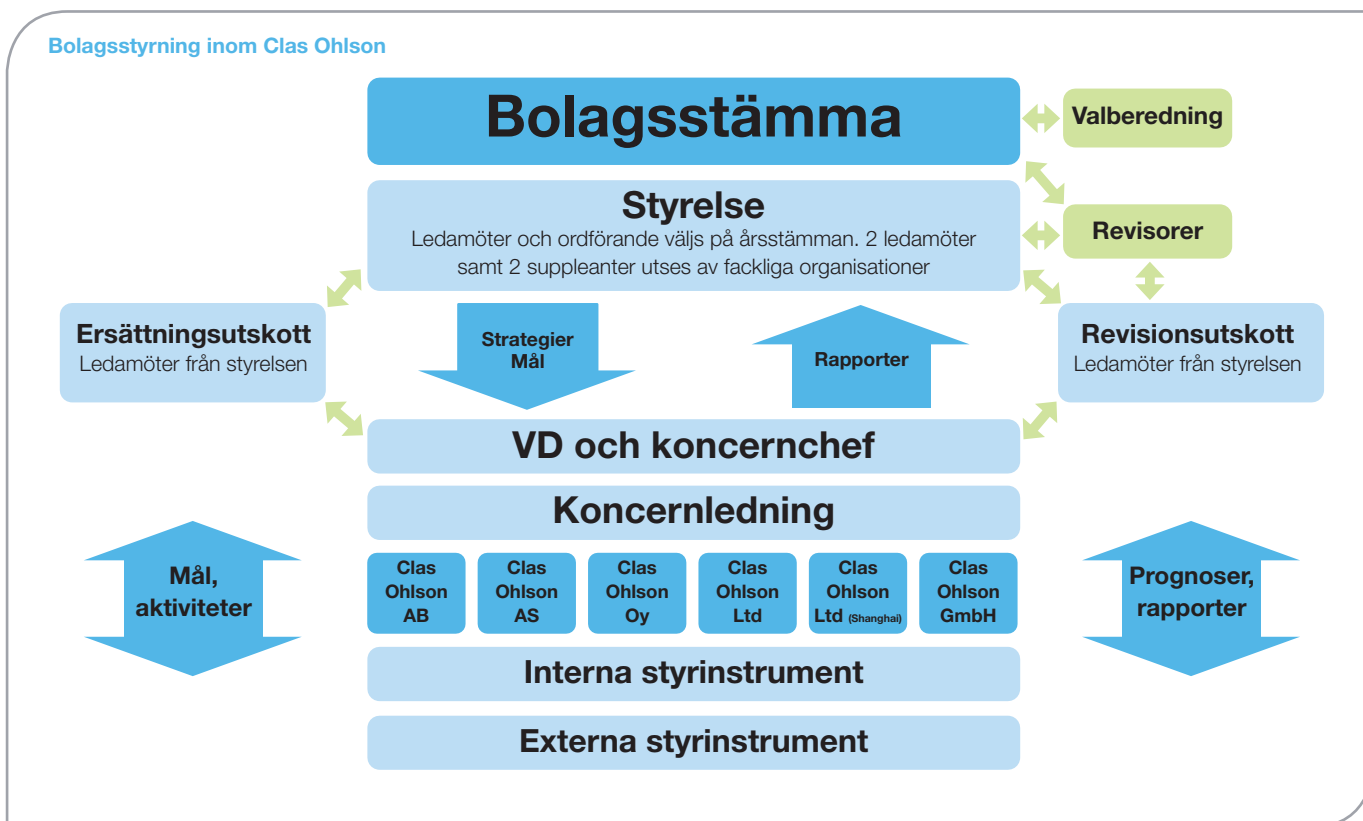 Bolagsstyrning inom Clas Ohlson
Bolagsstämma
Valberedning
Styrelse
Ledamöter och ordförande väljs på årsstämman. 2 ledamöter
samt 2 suppleanter utses av fackliga organisationer
Revisorer
Ersättningsutskott
Ledamöter från styrelsen
Strategier
Mål
Rapporter
Revisionsutskott
Ledamöter från styrelsen
VD och koncernchef
Koncernledning
Mål,
aktiviteter
Clas
Ohlson
AB
Clas
Ohlson
AS
Clas
Ohlson
Oy
Clas
Ohlson
Ltd
Clas
Ohlson
Ltd (Shanghai)
Clas
Ohlson
GmbH
Prognoser,
rapporter
Interna styrinstrument
Externa styrinstrument